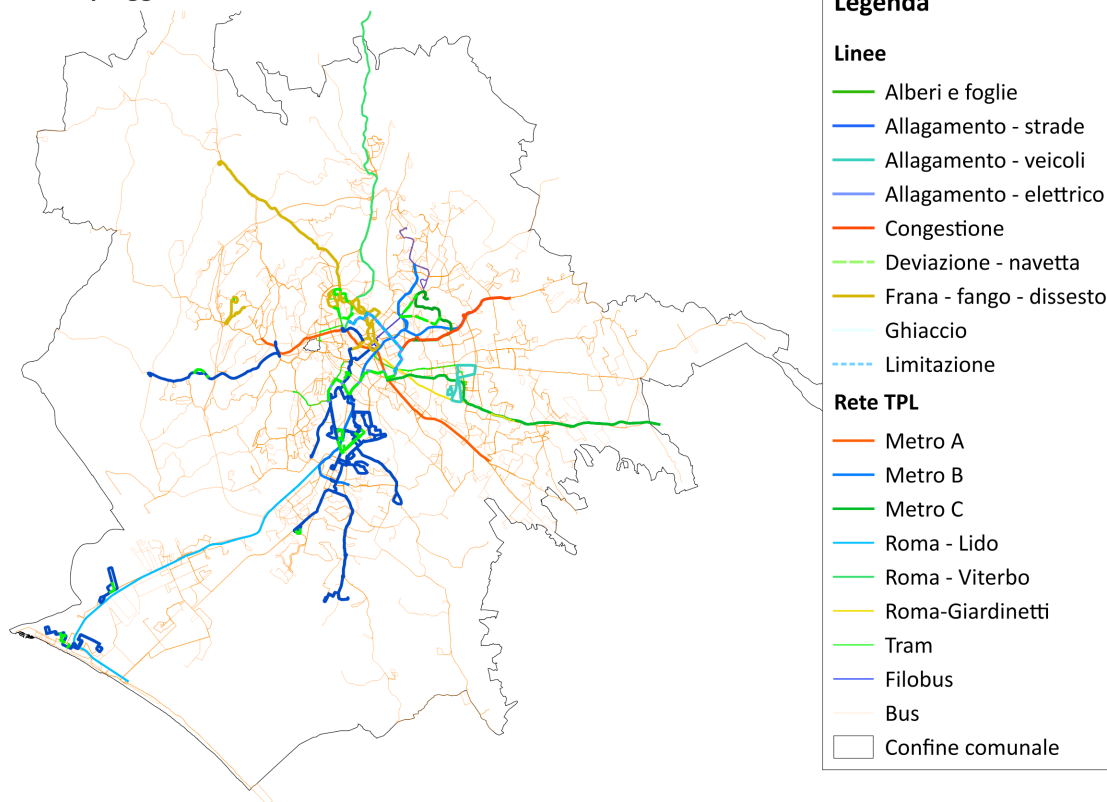 Legenda
Linee
Alberi e foglie
Allagamento - strade
Allagamento - veicoli
Allagamento - elettrico
Congestione
Deviazione - navetta
Frana - fango - dissesto
Ghiaccio
Limitazione
Rete TPL
Metro A
Metro B
Metro C
Roma - Lido
Roma - Viterbo
Roma-Giardinetti
Tram
Filobus
Bus
Confine comunale